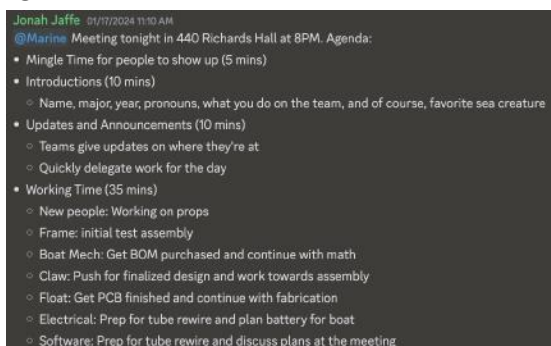 Jonah Jaffe 01/17/2024 11:10 AM
@Marine Meeting tonight in 440 Richards Hall at 8PM. Agenda:
• Mingle Time for people to show up (5 mins)
• Introductions (10 mins)
◦ Name, major, year, pronouns, what you do on the team, and of course, favorite sea creature
• Updates and Announcements (10 mins)
◦ Teams give updates on where they're at
◦ Quickly delegate work for the day
• Working Time (35 mins)
◦ New people: Working on props
◦ Frame: initial test assembly
◦ Boat Mech: Get BOM purchased and continue with math
◦ Claw: Push for finalized design and work towards assembly
◦ Float: Get PCB finished and continue with fabrication
◦ Electrical: Prep for tube rewire and plan battery for boat
◦ Software: Prep for tube rewire and discuss plans at the meeting